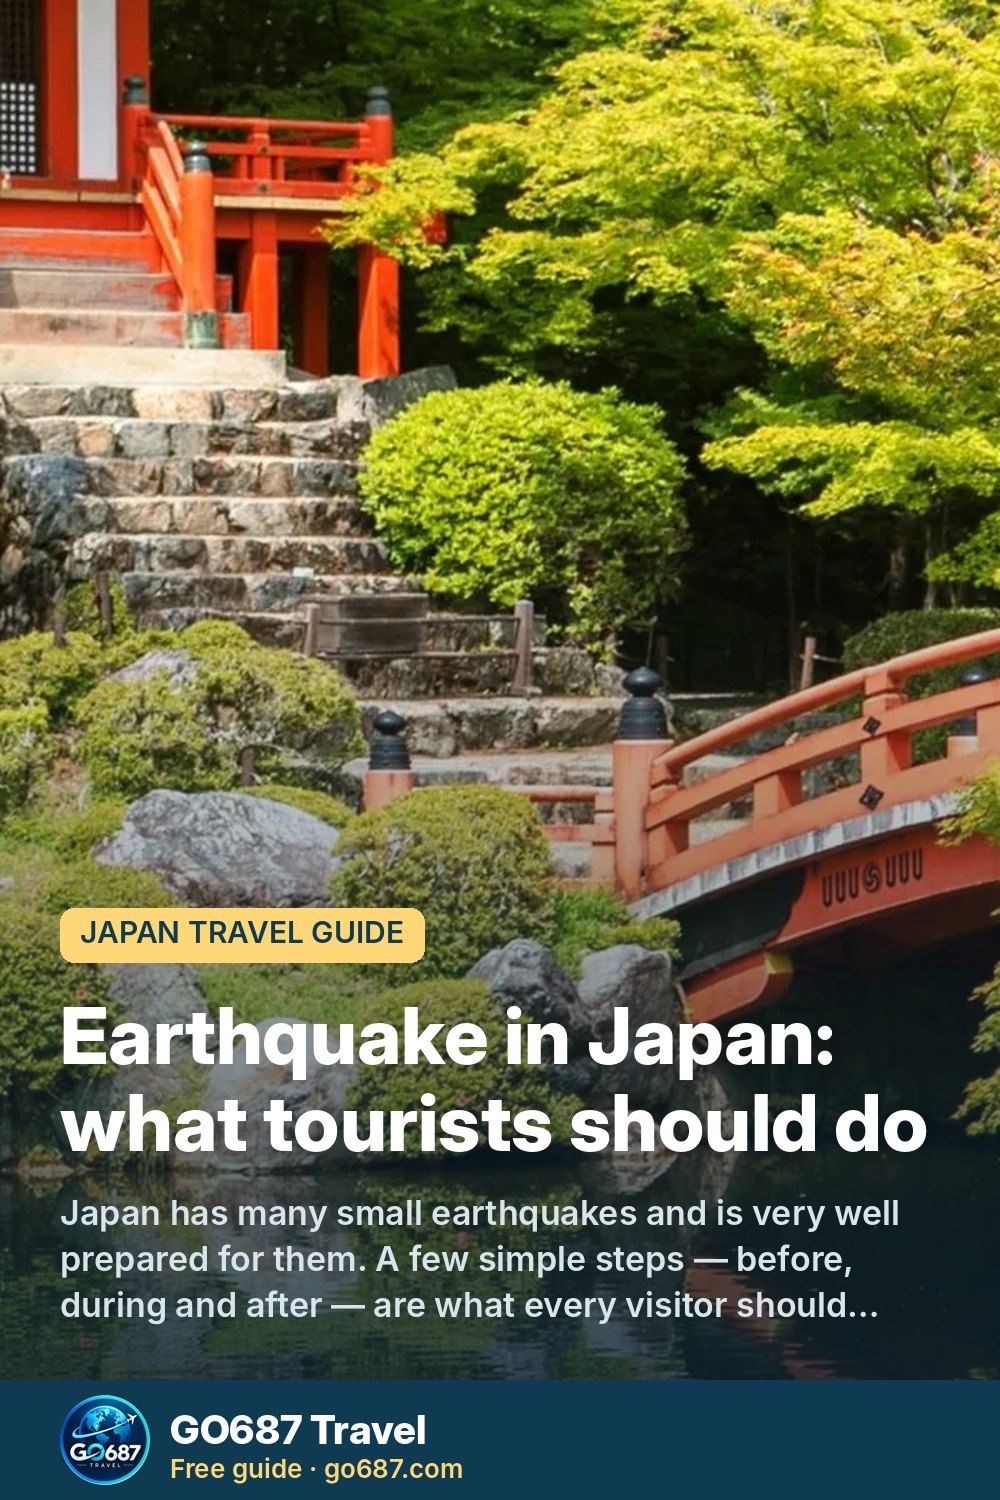 JAPAN TRAVEL GUIDE
Earthquake in Japan:
what tourists should do
Japan has many small earthquakes and is very well
prepared for them. A few simple steps — before,
during and after — are what every visitor should...
GO687
TRAVEL
GO687 Travel
Free guide · go687.com